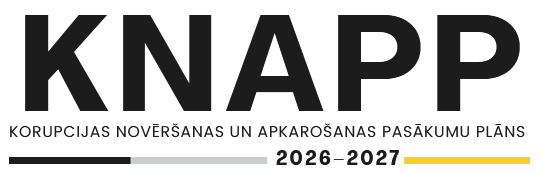 KNAPP
KORUPCIJAS NOVĒRŠANAS UN APKAROŠANAS PASĀKUMU PLĀNS
2026–2027